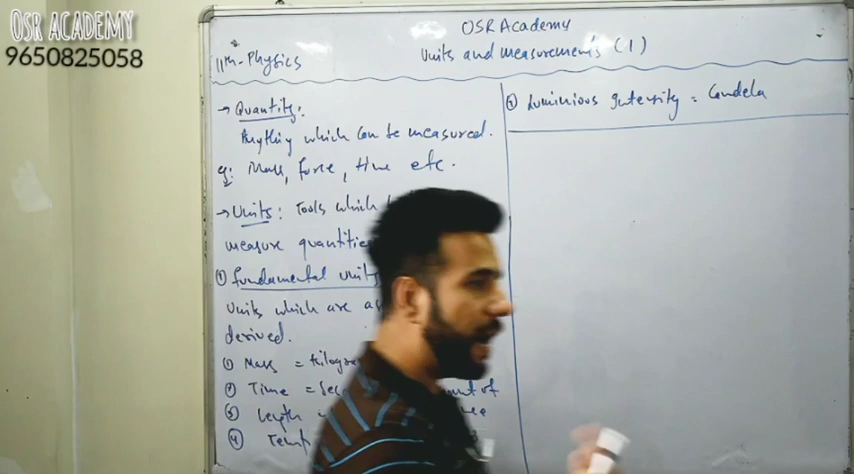 OSR ACADEMY
9650825058
OSR Academy
11th-Physics
Units and measurements (1)
→ Quantity:
Anything which can be measured.
eg: Mass, force, time etc.
→ Units: Tools which
measure quantities
① fundamental units
Units which are
derived.
① Mass =
② Time =
of
③ Length
④
⑦ Luminious Intensity = Candela